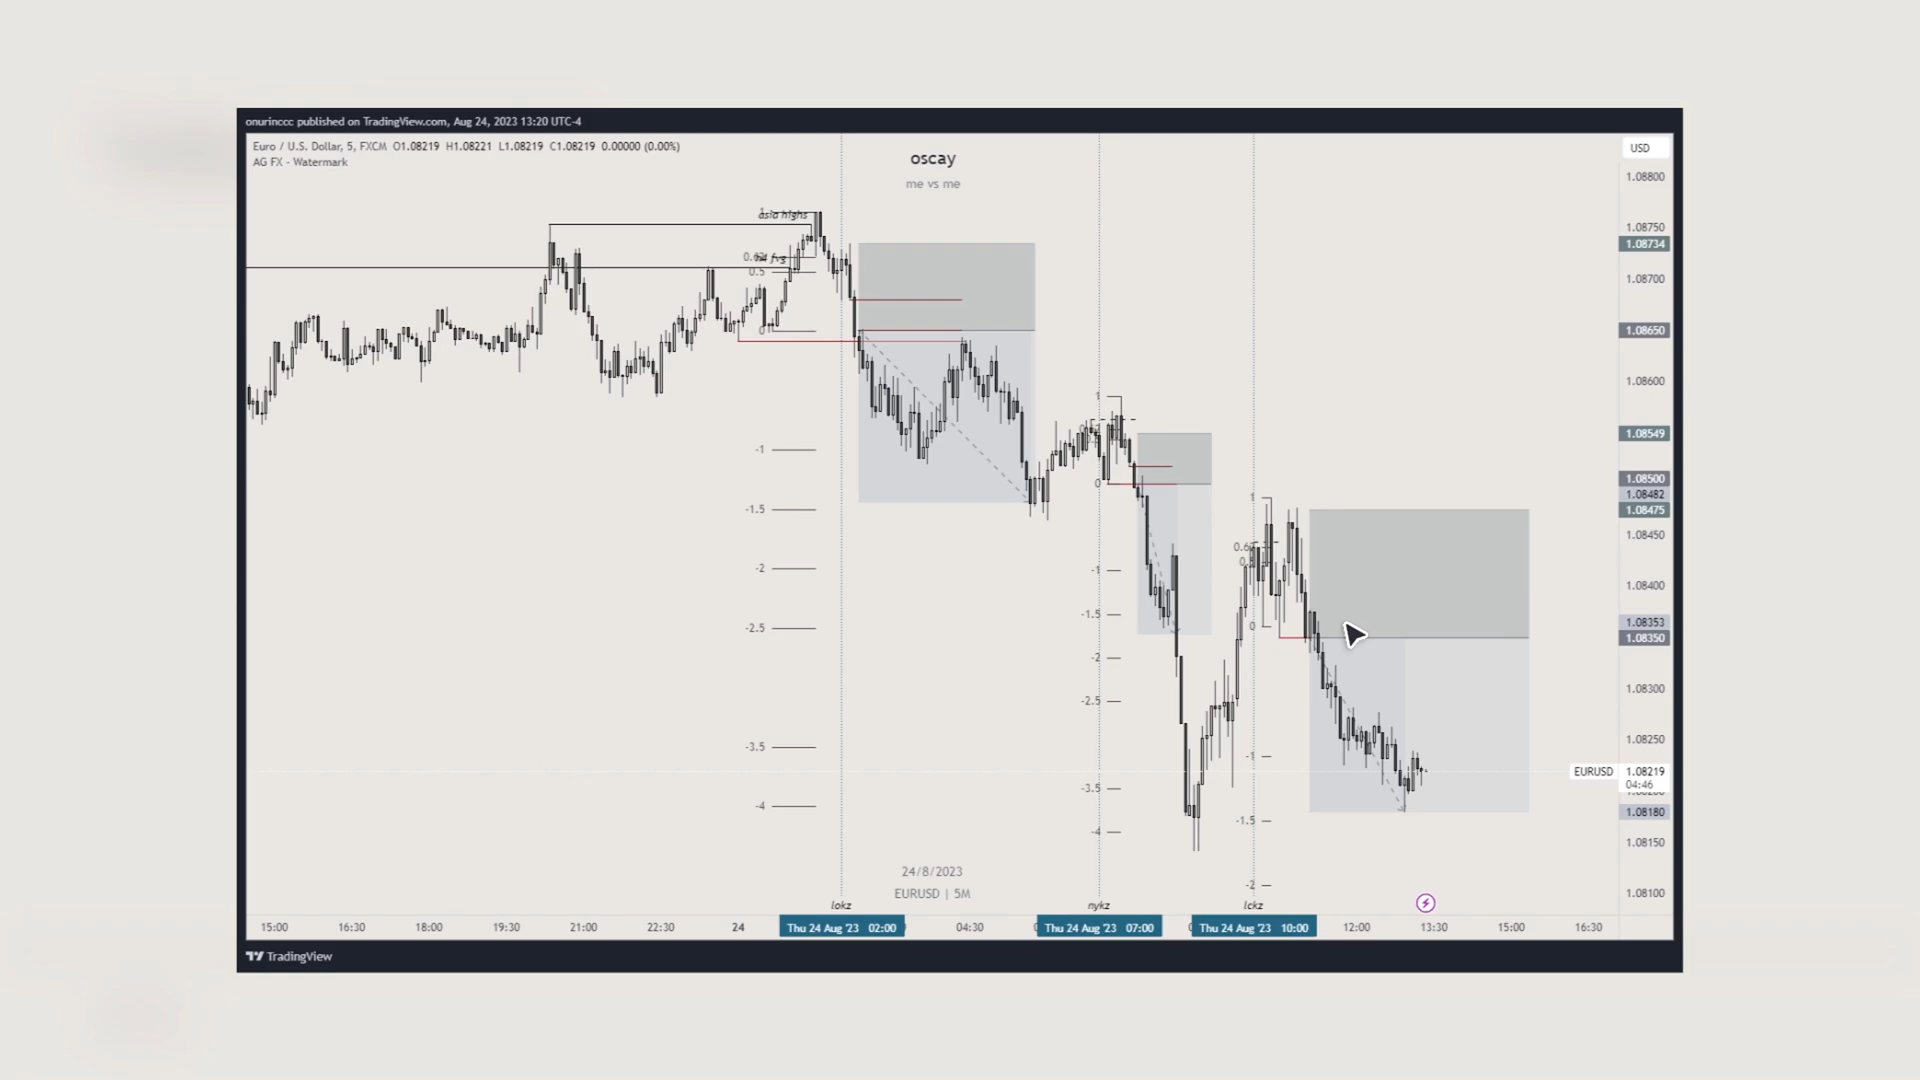 onurinccc published on TradingView.com, Aug 24, 2023 13:20 UTC-4
Euro / U.S. Dollar, 5, FXCM O1.08219 H1.08221 L1.08219 C1.08219 0.00000 (0.00%)
AG FX - Watermark
oscay
me vs me
USD
1.08800
1.08750
1.08734
1.08700
1.08650
1.08600
1.08549
1.08500
1.08482
1.08475
1.08450
1.08400
1.08353
1.08350
1.08300
1.08250
EURUSD 1.08219
04:46
1.08180
1.08150
1.08100
1
asia highs
h4 fvg
0.5
0
-1
-1.5
-2
-2.5
-3.5
-4
1
0
-1
-1.5
-2
-2.5
-3.5
-4
1
0
-1
-1.5
-2
24/8/2023
EURUSD | 5M
lokz
nykz
lckz
15:00 16:30 18:00 19:30 21:00 22:30 24 Thu 24 Aug '23 02:00 04:30 Thu 24 Aug '23 07:00 Thu 24 Aug '23 10:00 12:00 13:30 15:00 16:30
TradingView